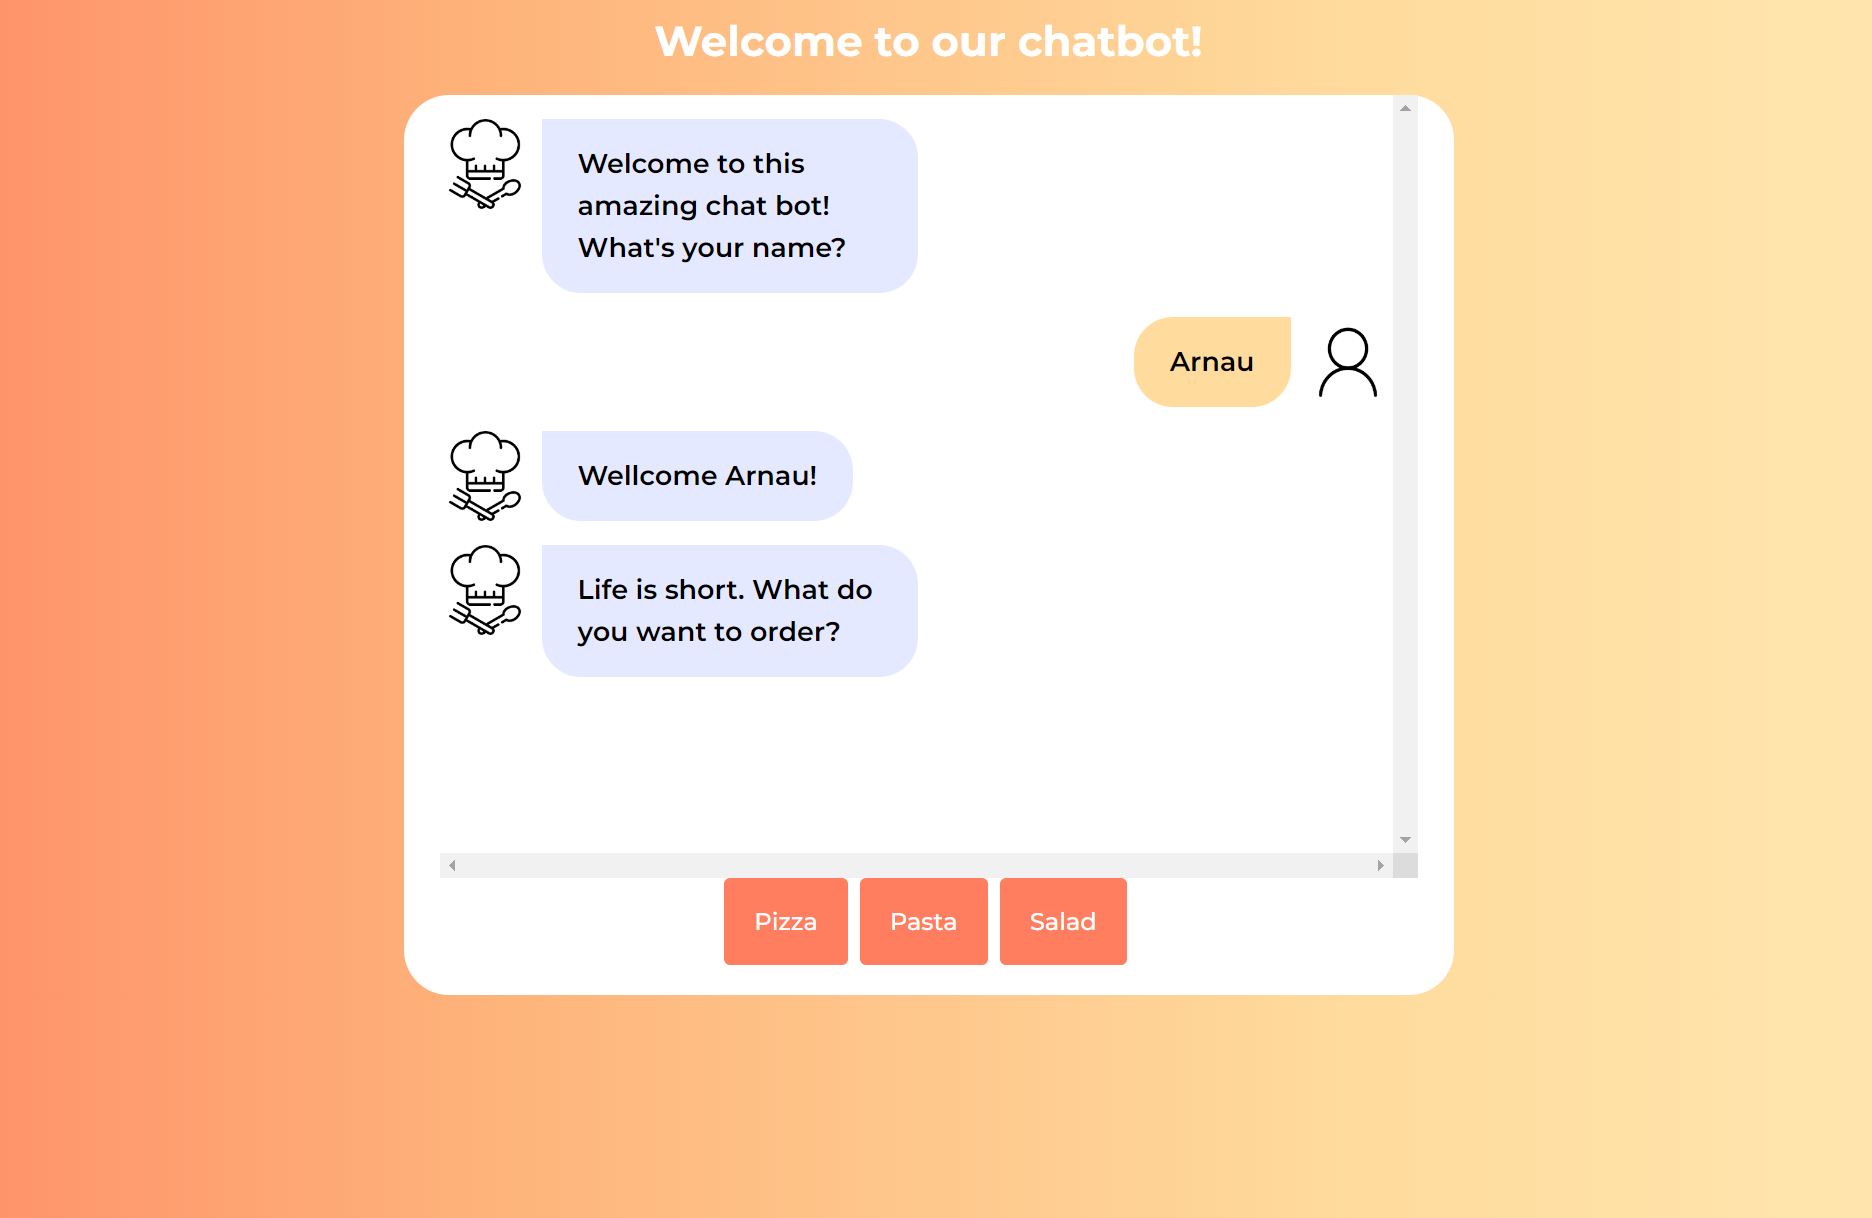 Welcome to our chatbot!
Welcome to this
amazing chat bot!
What's your name?
Arnau
Wellcome Arnau!
Life is short. What do
you want to order?
Pizza
Pasta
Salad